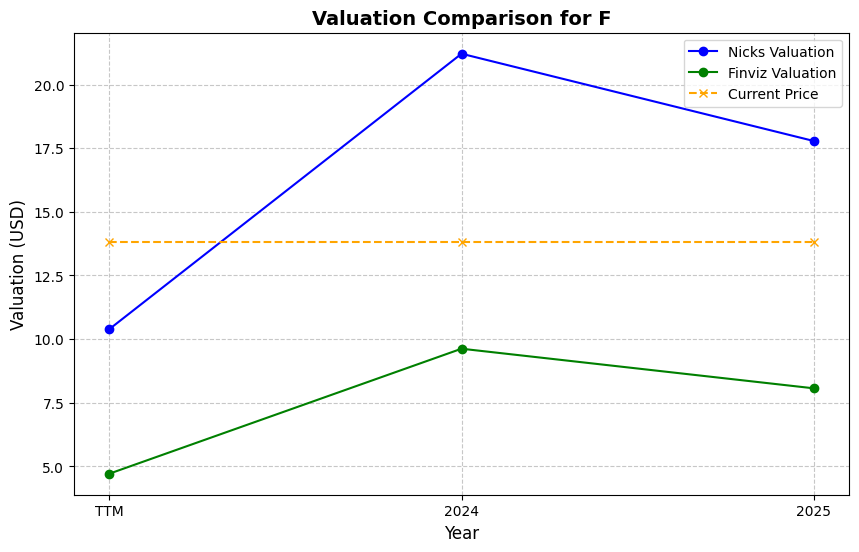 Valuation Comparison for F
Nicks Valuation
Finviz Valuation
Current Price
Valuation (USD)
20.0
17.5
15.0
12.5
10.0
7.5
5.0
TTM
2024
2025
Year